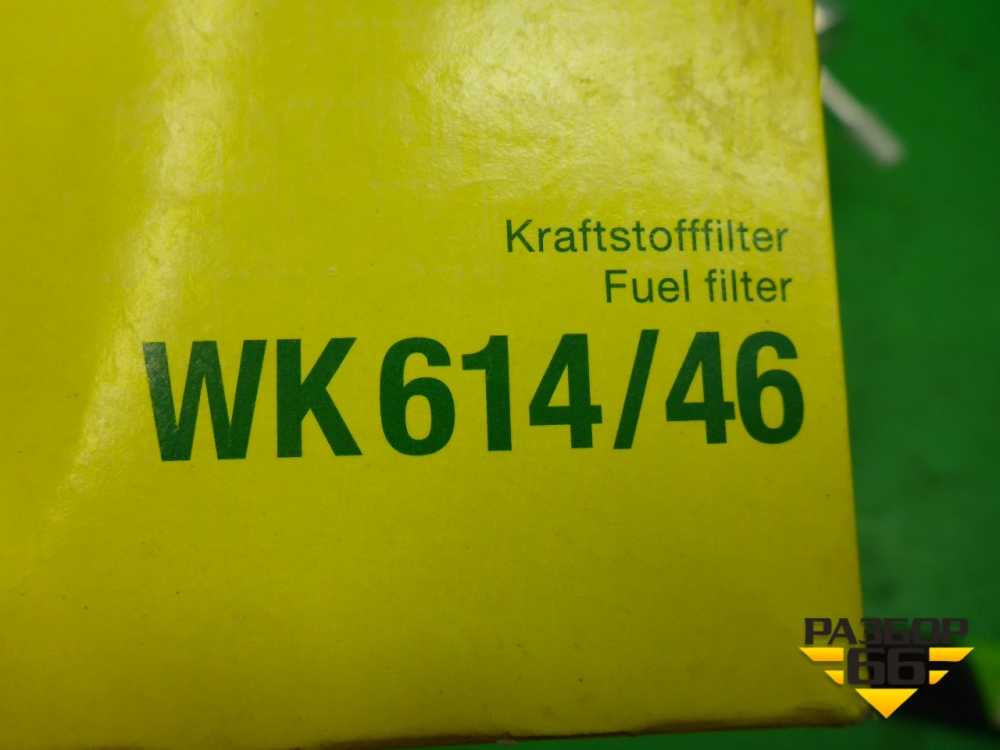 Kraftstofffilter
Fuel filter
WK 614/46
РАЗБОР
66